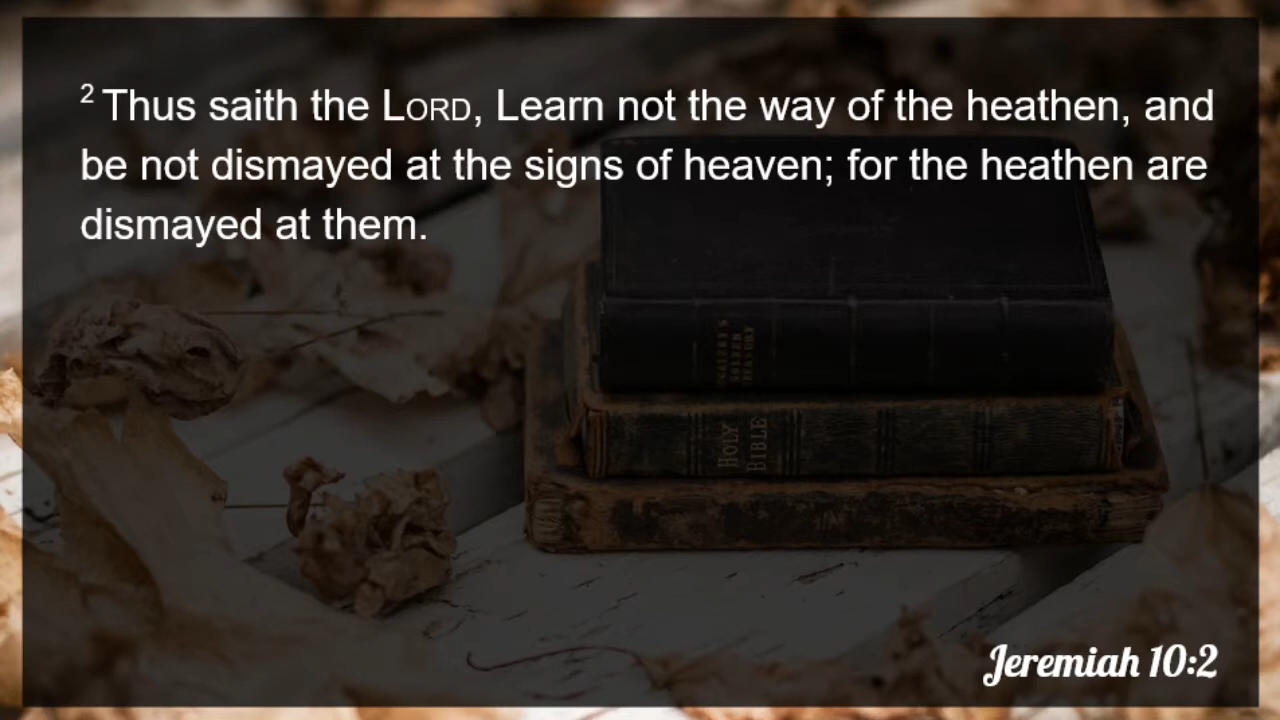 2 Thus saith the LORD, Learn not the way of the heathen, and
be not dismayed at the signs of heaven; for the heathen are
dismayed at them.
HOLY
BIBLE
Jeremiah 10:2